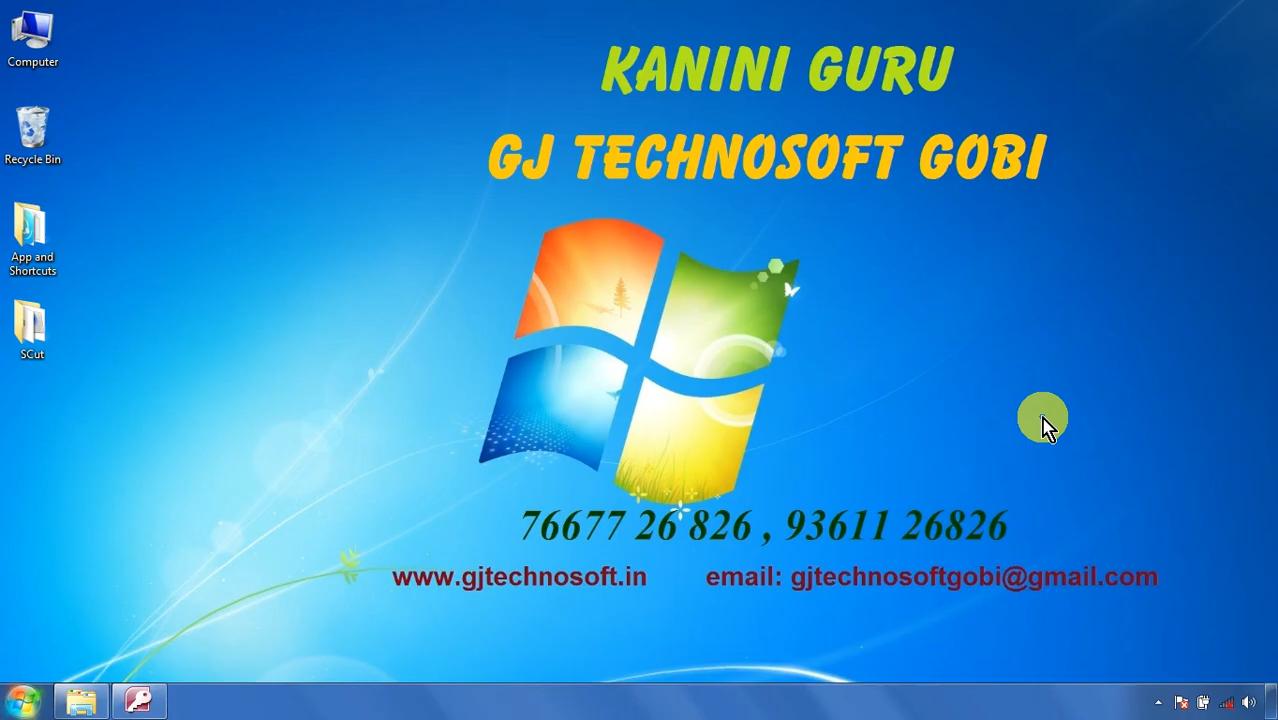 Computer
Recycle Bin
App and
Shortcuts
SCut
KANINI GURU
GJ TECHNOSOFT GOBI
76677 26 826 , 93611 26826
www.gjtechnosoft.in email: gjtechnosoftgobi@gmail.com